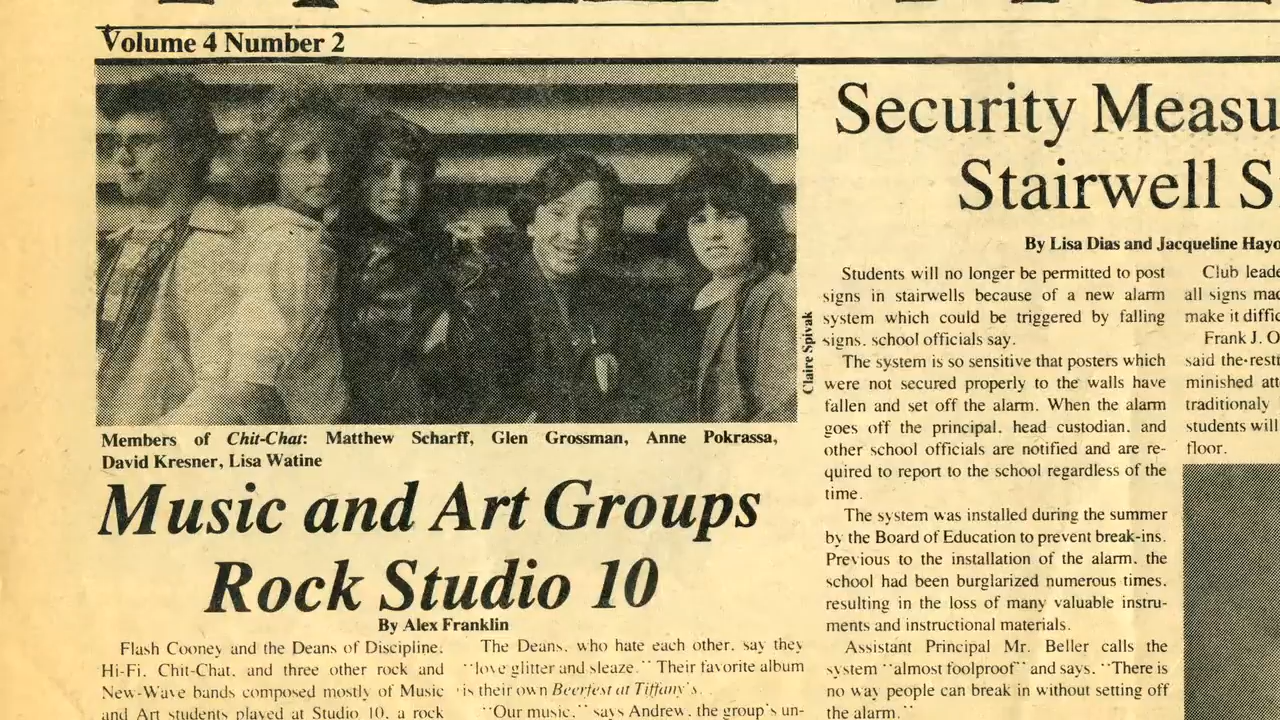 Volume 4 Number 2
Claire Spivak
Members of Chit-Chat: Matthew Scharff, Glen Grossman, Anne Pokrassa,
David Kresner, Lisa Watine
Music and Art Groups
Rock Studio 10
By Alex Franklin
Flash Cooney and the Deans of Discipline,
Hi-Fi, Chit-Chat, and three other rock and
New-Wave bands composed mostly of Music
and Art students played at Studio 10, a rock
The Deans, who hate each other, say they
"love glitter and sleaze." Their favorite album
is their own Beerfest at Tiffany's.
"Our music," says Andrew, the group's un-
Security Measu
Stairwell S
By Lisa Dias and Jacqueline Hayo
Students will no longer be permitted to post
signs in stairwells because of a new alarm
system which could be triggered by falling
signs, school officials say.
The system is so sensitive that posters which
were not secured properly to the walls have
fallen and set off the alarm. When the alarm
goes off the principal, head custodian, and
other school officials are notified and are re-
quired to report to the school regardless of the
time.
The system was installed during the summer
by the Board of Education to prevent break-ins.
Previous to the installation of the alarm, the
school had been burglarized numerous times,
resulting in the loss of many valuable instru-
ments and instructional materials.
Assistant Principal Mr. Beller calls the
system "almost foolproof" and says, "There is
no way people can break in without setting off
the alarm."
Club leade
all signs mad
make it diffic
Frank J. O
said the resti
minished att
traditionaly
students will
floor.